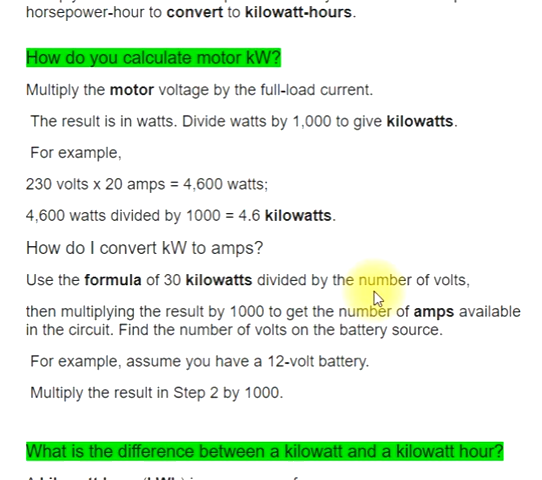 horsepower-hour to convert to kilowatt-hours.
How do you calculate motor kW?
Multiply the motor voltage by the full-load current.
The result is in watts. Divide watts by 1,000 to give kilowatts.
For example,
230 volts x 20 amps = 4,600 watts;
4,600 watts divided by 1000 = 4.6 kilowatts.
How do I convert kW to amps?
Use the formula of 30 kilowatts divided by the number of volts,
then multiplying the result by 1000 to get the number of amps available
in the circuit. Find the number of volts on the battery source.
For example, assume you have a 12-volt battery.
Multiply the result in Step 2 by 1000.
What is the difference between a kilowatt and a kilowatt hour?